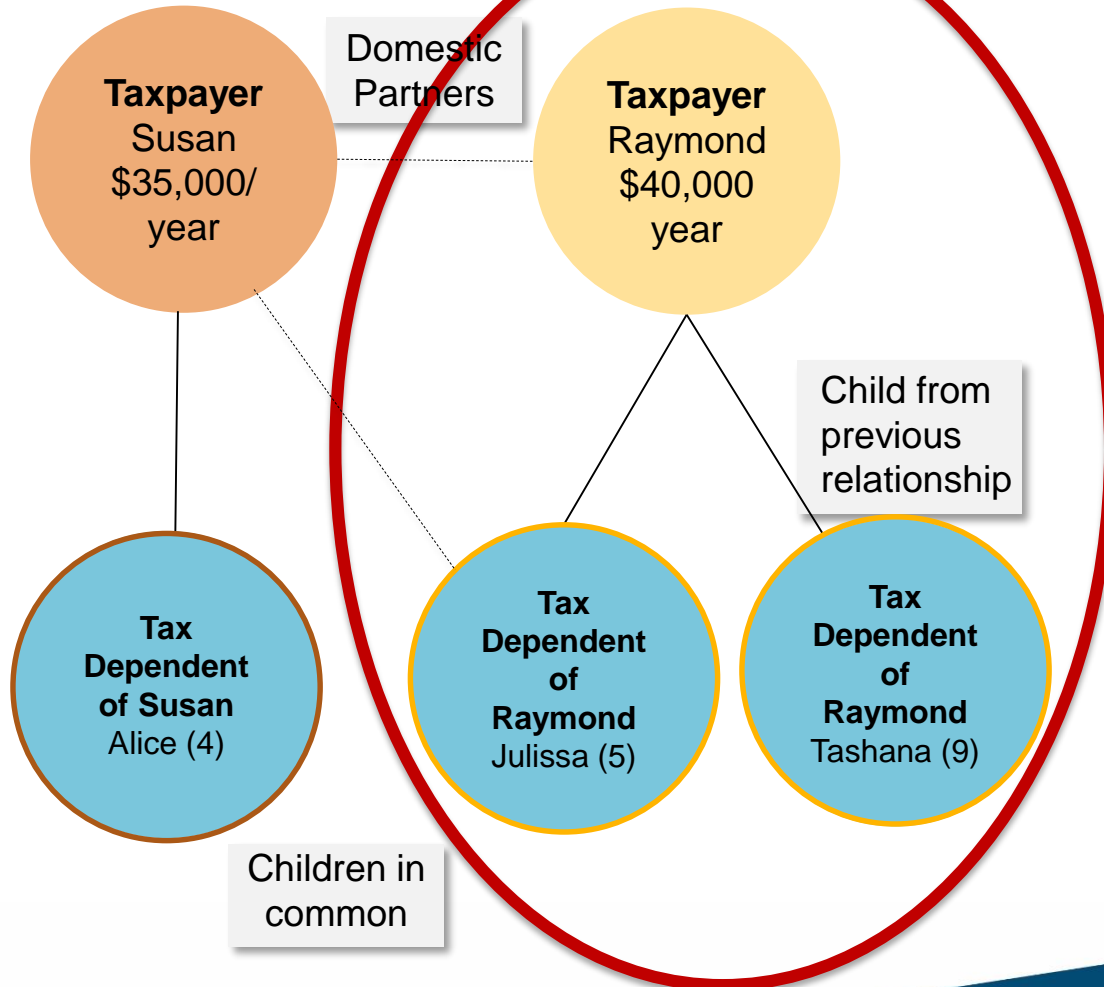 Taxpayer
Susan
$35,000/
year
Domestic
Partners
Taxpayer
Raymond
$40,000
year
Child from
previous
relationship
Tax
Dependent
of Susan
Alice (4)
Tax
Dependent
of
Raymond
Julissa (5)
Tax
Dependent
of
Raymond
Tashana (9)
Children in
common